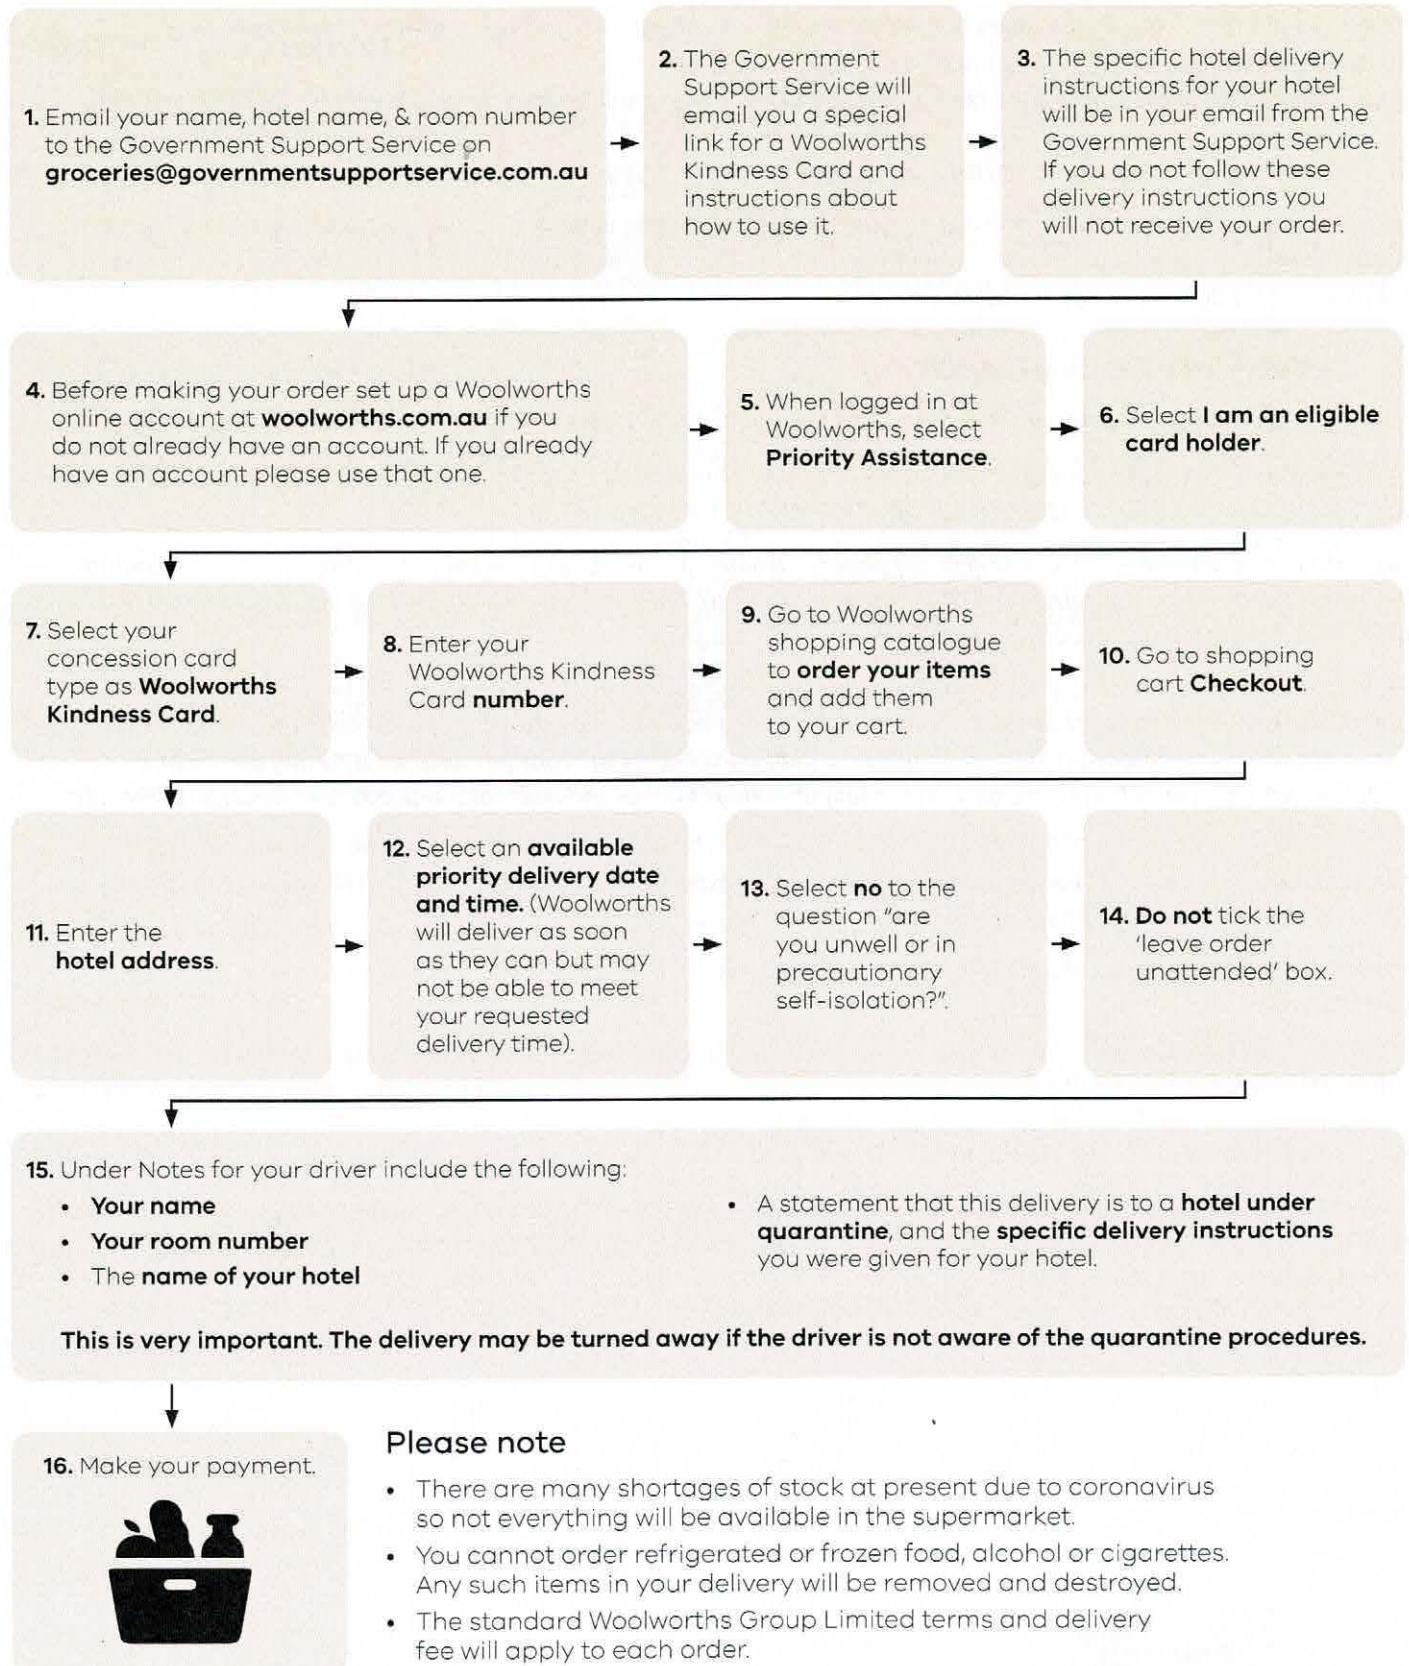 1. Email your name, hotel name, & room number
to the Government Support Service on
groceries@governmentsupportservice.com.au
2. The Government
Support Service will
email you a special
link for a Woolworths
Kindness Card and
instructions about
how to use it.
3. The specific hotel delivery
instructions for your hotel
will be in your email from the
Government Support Service.
If you do not follow these
delivery instructions you
will not receive your order.
4. Before making your order set up a Woolworths
online account at woolworths.com.au if you
do not already have an account. If you already
have an account please use that one.
5. When logged in at
Woolworths, select
Priority Assistance.
6. Select I am an eligible
card holder.
7. Select your
concession card
type as Woolworths
Kindness Card.
8. Enter your
Woolworths Kindness
Card number.
9. Go to Woolworths
shopping catalogue
to order your items
and add them
to your cart.
10. Go to shopping
cart Checkout.
11. Enter the
hotel address.
12. Select an available
priority delivery date
and time. (Woolworths
will deliver as soon
as they can but may
not be able to meet
your requested
delivery time).
13. Select no to the
question "are
you unwell or in
precautionary
self-isolation?".
14. Do not tick the
'leave order
unattended' box.
15. Under Notes for your driver include the following:
• Your name
• Your room number
• The name of your hotel
• A statement that this delivery is to a hotel under
quarantine, and the specific delivery instructions
you were given for your hotel.
This is very important. The delivery may be turned away if the driver is not aware of the quarantine procedures.
16. Make your payment.
Please note
• There are many shortages of stock at present due to coronavirus
so not everything will be available in the supermarket.
• You cannot order refrigerated or frozen food, alcohol or cigarettes.
Any such items in your delivery will be removed and destroyed.
• The standard Woolworths Group Limited terms and delivery
fee will apply to each order.